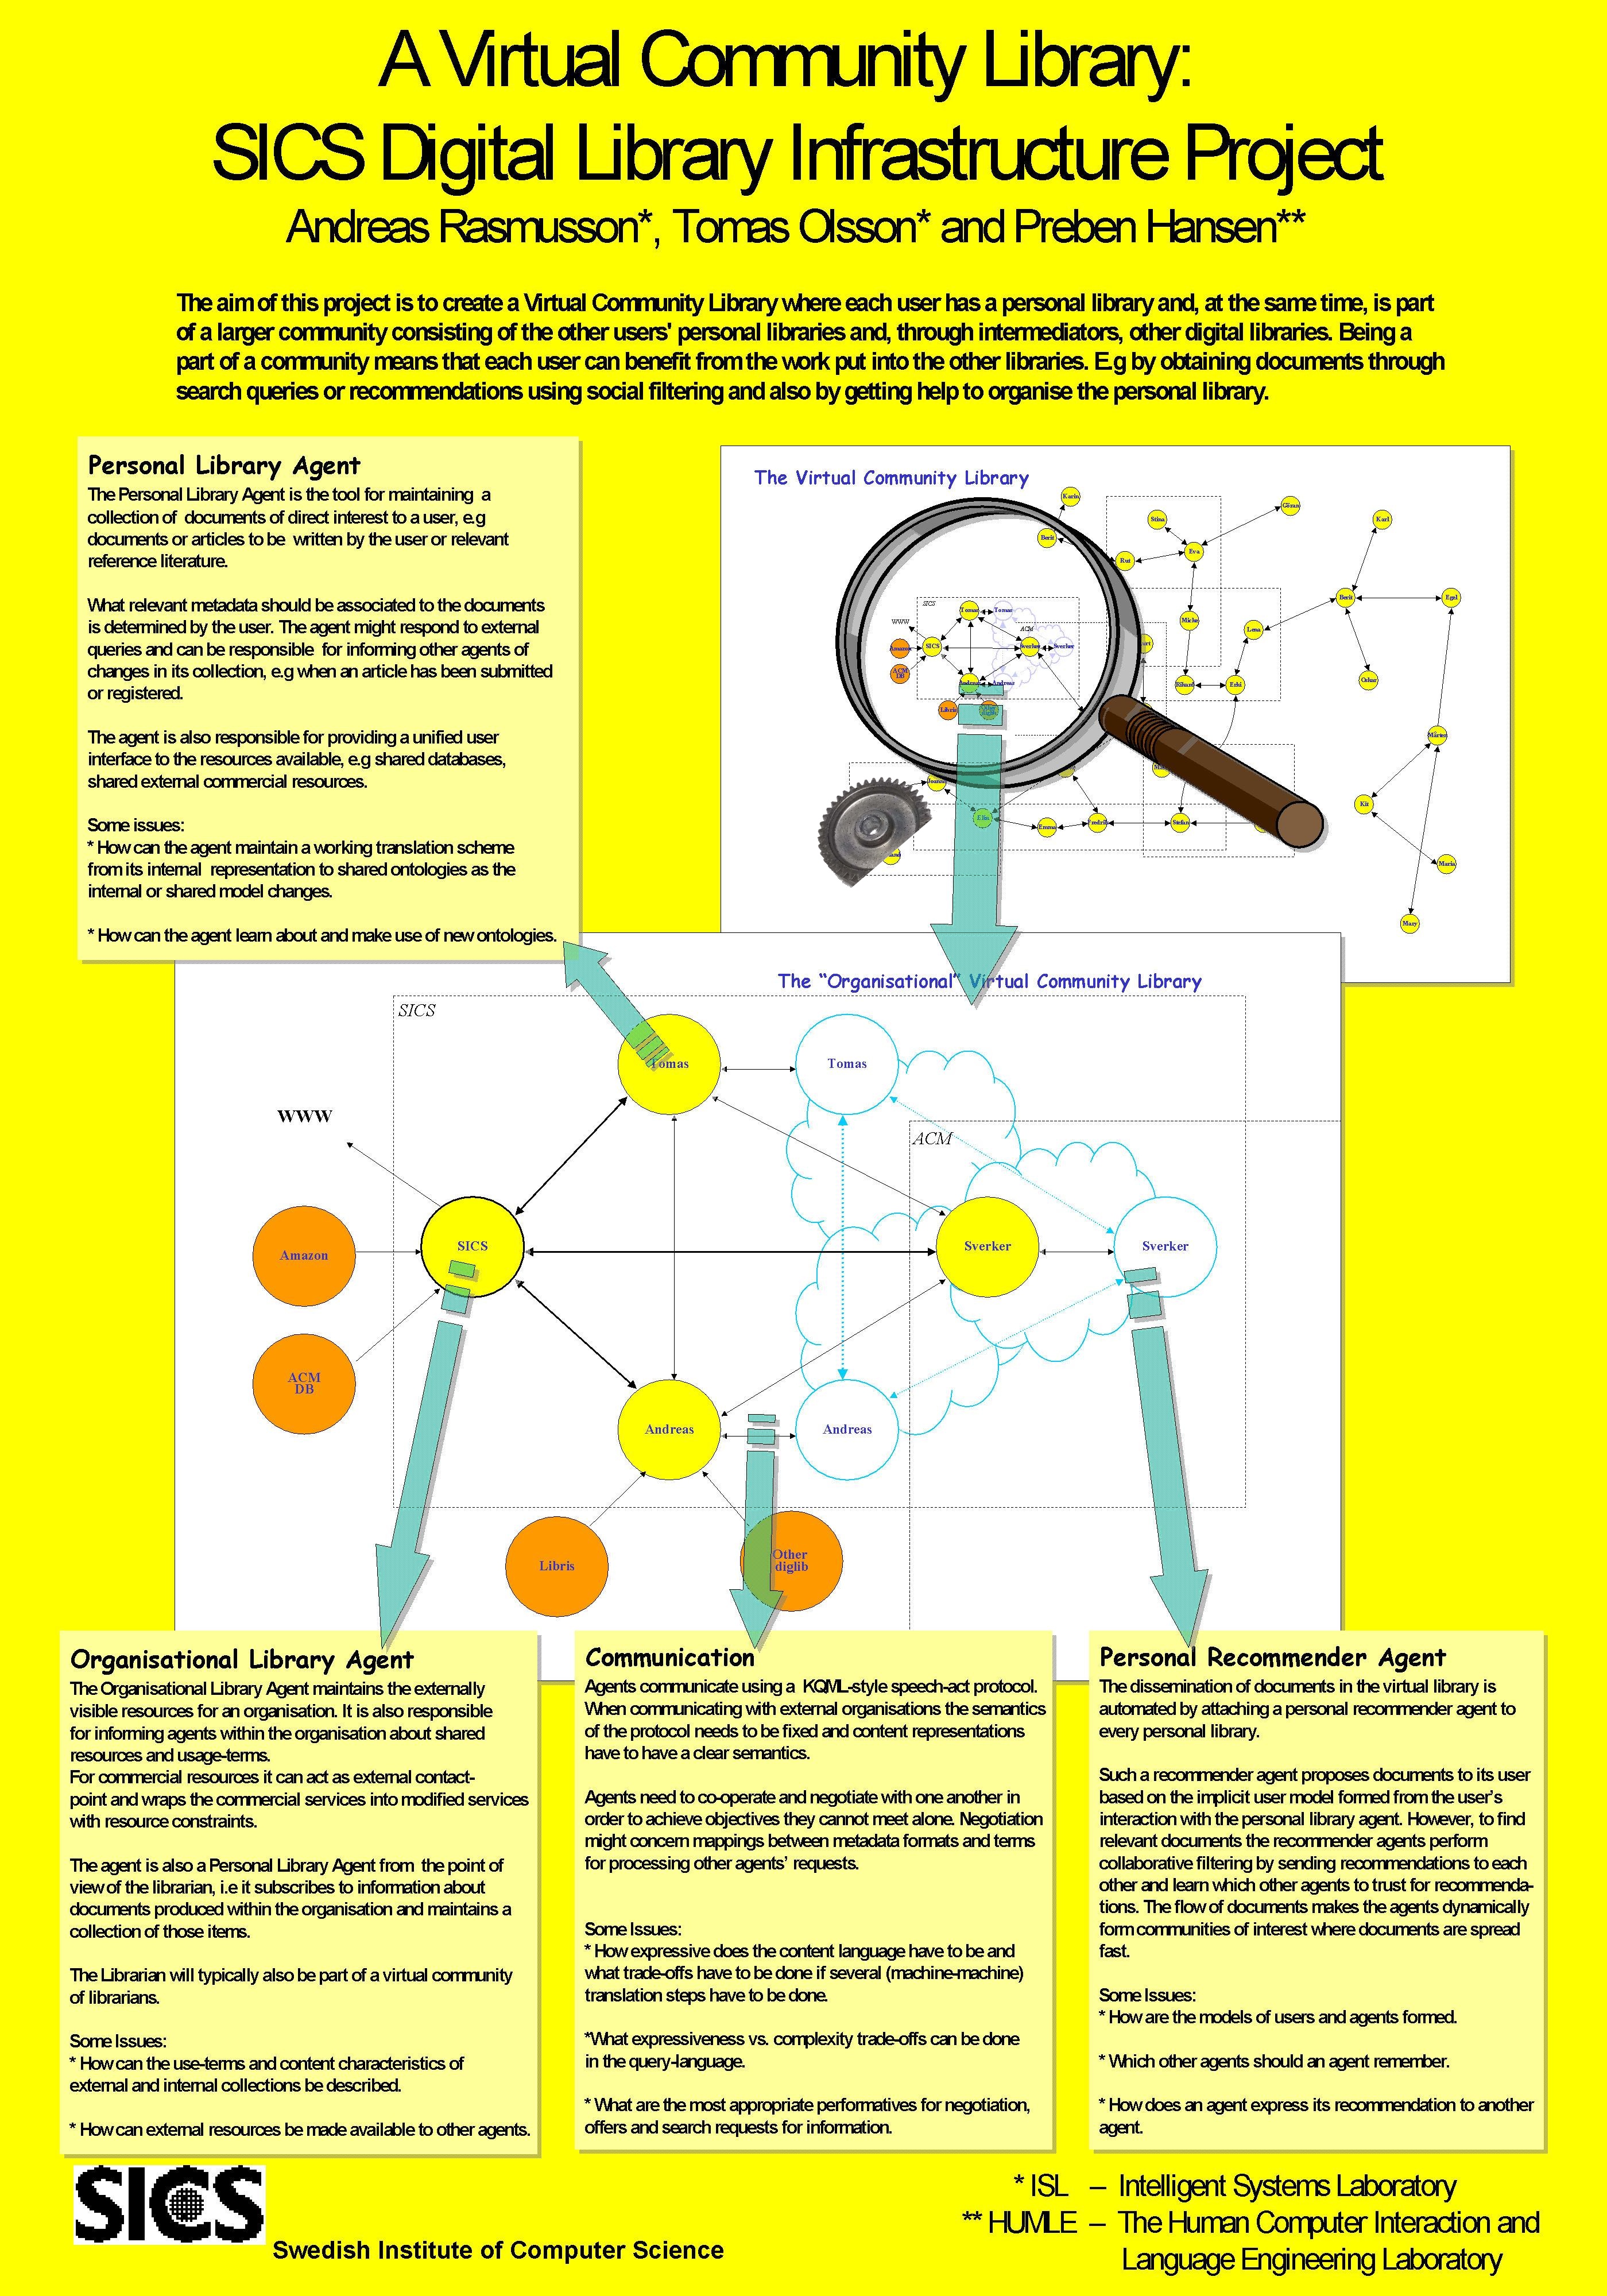 A Virtual Community Library:
SICS Digital Library Infrastructure Project
Andreas Rasmusson*, Tomas Olsson* and Preben Hansen**
The aim of this project is to create a Virtual Community Library where each user has a personal library and, at the same time, is part
of a larger community consisting of the other users' personal libraries and, through intermediators, other digital libraries. Being a
part of a community means that each user can benefit from the work put into the other libraries. E.g by obtaining documents through
search queries or recommendations using social filtering and also by getting help to organise the personal library.
Personal Library Agent
The Personal Library Agent is the tool for maintaining a
collection of documents of direct interest to a user, e.g
documents or articles to be written by the user or relevant
reference literature.
What relevant metadata should be associated to the documents
is determined by the user. The agent might respond to external
queries and can be responsible for informing other agents of
changes in its collection, e.g when an article has been submitted
or registered.
The agent is also responsible for providing a unified user
interface to the resources available, e.g shared databases,
shared external commercial resources.
Some issues:
* How can the agent maintain a working translation scheme
from its internal representation to shared ontologies as the
internal or shared model changes.
* How can the agent learn about and make use of new ontologies.
The Virtual Community Library
Karin
Berit
Stina
Göran
Karl
Rut
Eva
Berit
Egel
Micke
Lena
SICS
Tomas
Tomas
WWW
ACM
Amazon
SICS
Sverker
Sverker
ACM
DB
Andreas
Andreas
Rikard
Erki
Oskar
Libris
Mårten
Joanna
Elin
Emma
Fredrik
Stefan
Kit
Maria
Mary
The “Organisational” Virtual Community Library
SICS
Tomas
Tomas
WWW
ACM
Amazon
SICS
Sverker
Sverker
ACM
DB
Andreas
Andreas
Libris
Other
diglib
Organisational Library Agent
The Organisational Library Agent maintains the externally
visible resources for an organisation. It is also responsible
for informing agents within the organisation about shared
resources and usage-terms.
For commercial resources it can act as external contact-
point and wraps the commercial services into modified services
with resource constraints.
The agent is also a Personal Library Agent from the point of
view of the librarian, i.e it subscribes to information about
documents produced within the organisation and maintains a
collection of those items.
The Librarian will typically also be part of a virtual community
of librarians.
Some Issues:
* How can the use-terms and content characteristics of
external and internal collections be described.
* How can external resources be made available to other agents.
Communication
Agents communicate using a KQML-style speech-act protocol.
When communicating with external organisations the semantics
of the protocol needs to be fixed and content representations
have to have a clear semantics.
Agents need to co-operate and negotiate with one another in
order to achieve objectives they cannot meet alone. Negotiation
might concern mappings between metadata formats and terms
for processing other agents’ requests.
Some Issues:
* How expressive does the content language have to be and
what trade-offs have to be done if several (machine-machine)
translation steps have to be done.
*What expressiveness vs. complexity trade-offs can be done
in the query-language.
* What are the most appropriate performatives for negotiation,
offers and search requests for information.
Personal Recommender Agent
The dissemination of documents in the virtual library is
automated by attaching a personal recommender agent to
every personal library.
Such a recommender agent proposes documents to its user
based on the implicit user model formed from the user’s
interaction with the personal library agent. However, to find
relevant documents the recommender agents perform
collaborative filtering by sending recommendations to each
other and learn which other agents to trust for recommenda-
tions. The flow of documents makes the agents dynamically
form communities of interest where documents are spread
fast.
Some Issues:
* How are the models of users and agents formed.
* Which other agents should an agent remember.
* How does an agent express its recommendation to another
agent.
SICS
Swedish Institute of Computer Science
* ISL – Intelligent Systems Laboratory
** HUMLE – The Human Computer Interaction and
Language Engineering Laboratory